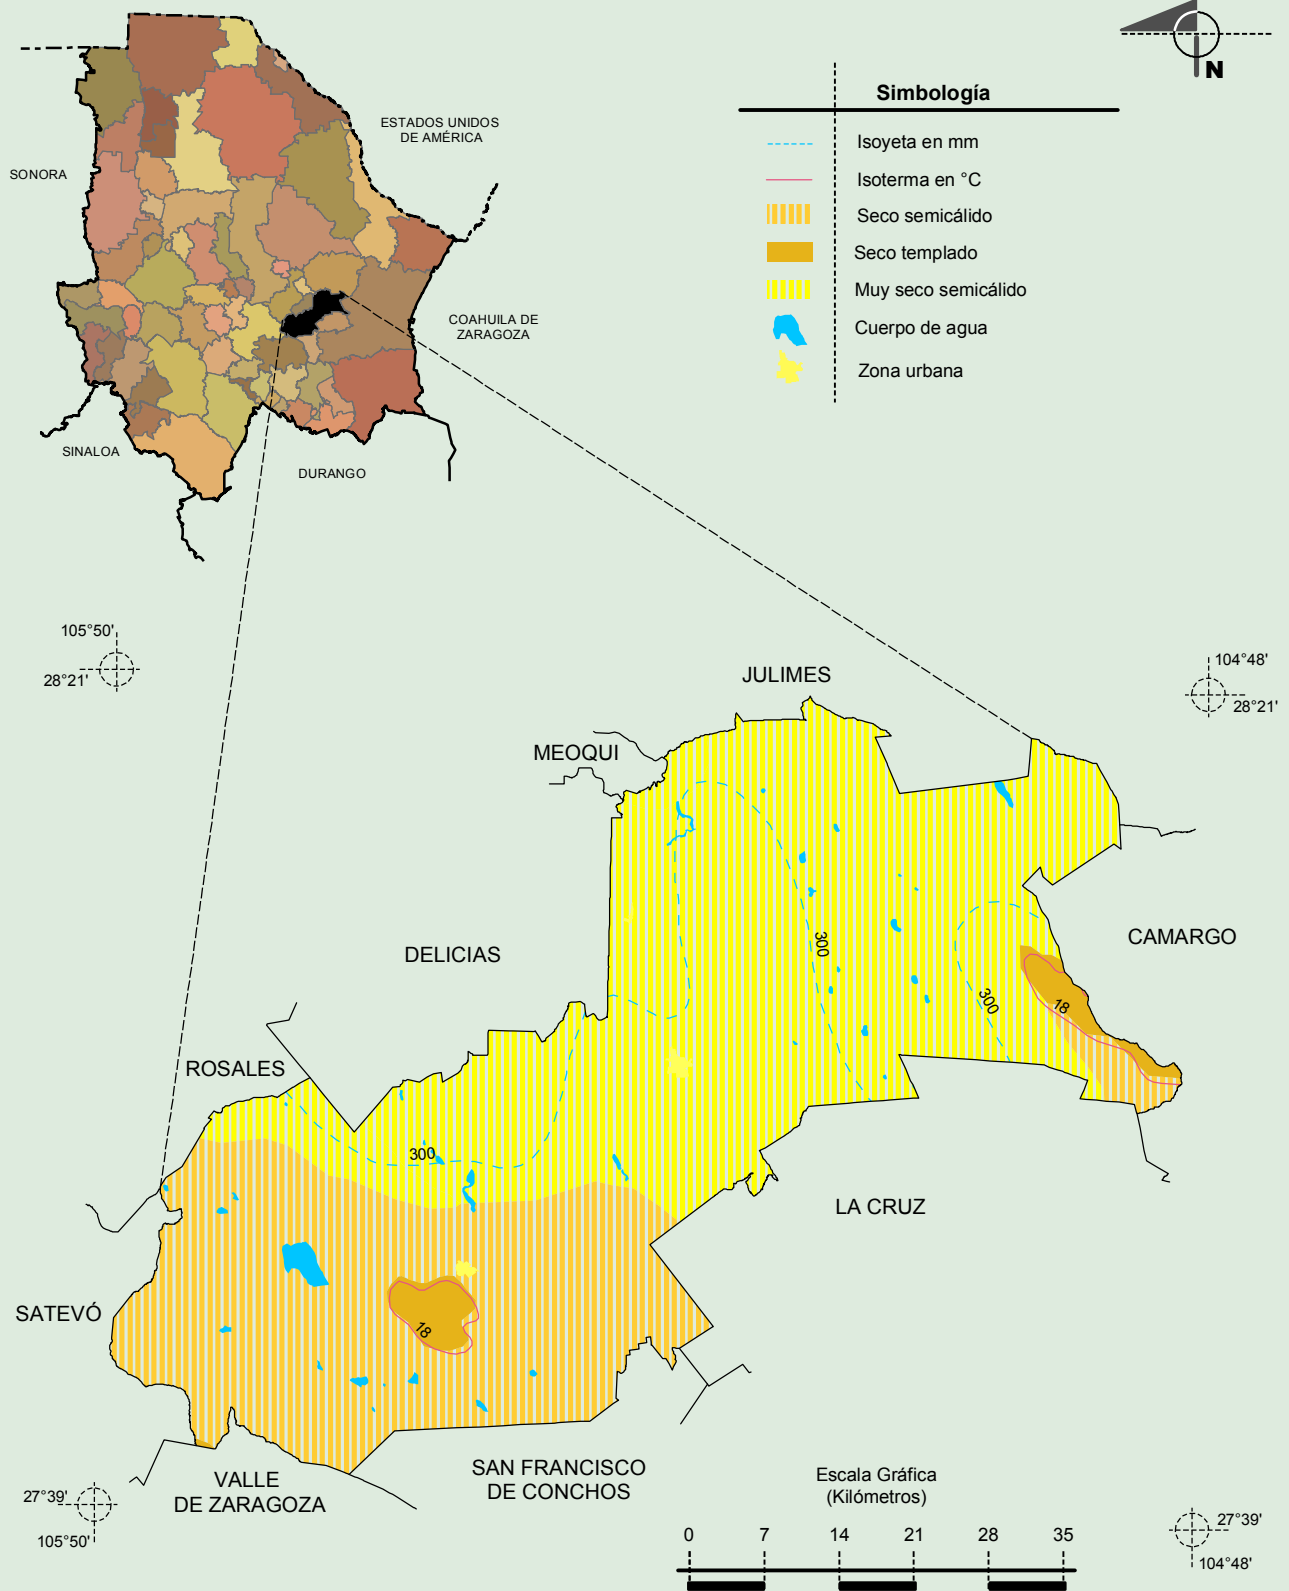 N
Simbología
Isoyeta en mm
Isoterma en °C
Seco semicálido
Seco templado
Muy seco semicálido
Cuerpo de agua
Zona urbana
ESTADOS UNIDOS
DE AMÉRICA
SONORA
COAHUILA DE
ZARAGOZA
SINALOA
DURANGO
105°50'
28°21'
104°48'
28°21'
JULIMES
MEOQUI
DELICIAS
CAMARGO
300
300
18
ROSALES
300
LA CRUZ
SATEVÓ
18
VALLE
DE ZARAGOZA
SAN FRANCISCO
DE CONCHOS
27°39'
105°50'
Escala Gráfica
(Kilómetros)
0 7 14 21 28 35
27°39'
104°48'